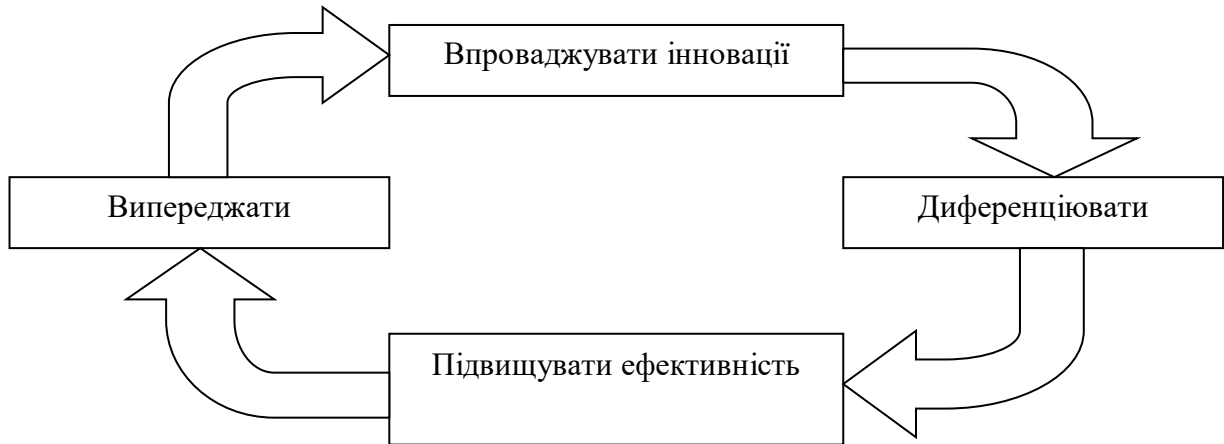 Впроваджувати інновації
Випереджати
Диференціювати
Підвищувати ефективність